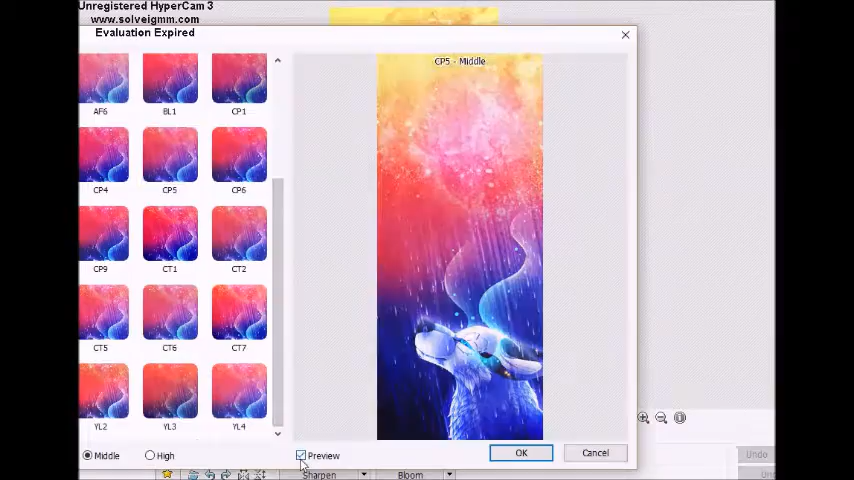 Unregistered HyperCam 3
www.solveigmm.com
Evaluation Expired
CP5 - Middle
AF6 BL1 CP1
CP4 CP5 CP6
CP9 CT1 CT2
CT5 CT6 CT7
YL2 YL3 YL4
Middle High Preview OK Cancel
Undo
Sharpen Bloom